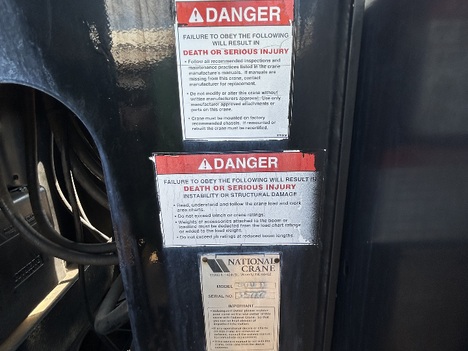 DANGER
FAILURE TO OBEY THE FOLLOWING
WILL RESULT IN
DEATH OR SERIOUS INJURY
• Follow all recommended inspections and
maintenance practices listed in the crane
manufacturer's manuals. If manuals are
missing from this crane, contact
manufacturer for replacement.
• Do not modify or alter this crane without
written manufacturers approval. Use only
manufacturer approved attachments or
parts on this crane.
• Crane must be mounted on factory
recommended chassis. If remounted or
rebuilt the crane must be recertified.
DANGER
FAILURE TO OBEY THE FOLLOWING WILL RESULT IN
DEATH OR SERIOUS INJURY
INSTABILITY OR STRUCTURAL DAMAGE
• Read, understand and follow the crane load and work
area charts.
• Do not exceed winch or crane ratings.
• Weights of accessories attached to the boom or
loadline must be deducted from the load chart ratings
or added to the load weight.
• Do not exceed jib ratings at reduced boom lengths.
NATIONAL
CRANE
MODEL
SERIAL NO.
IMPORTANT